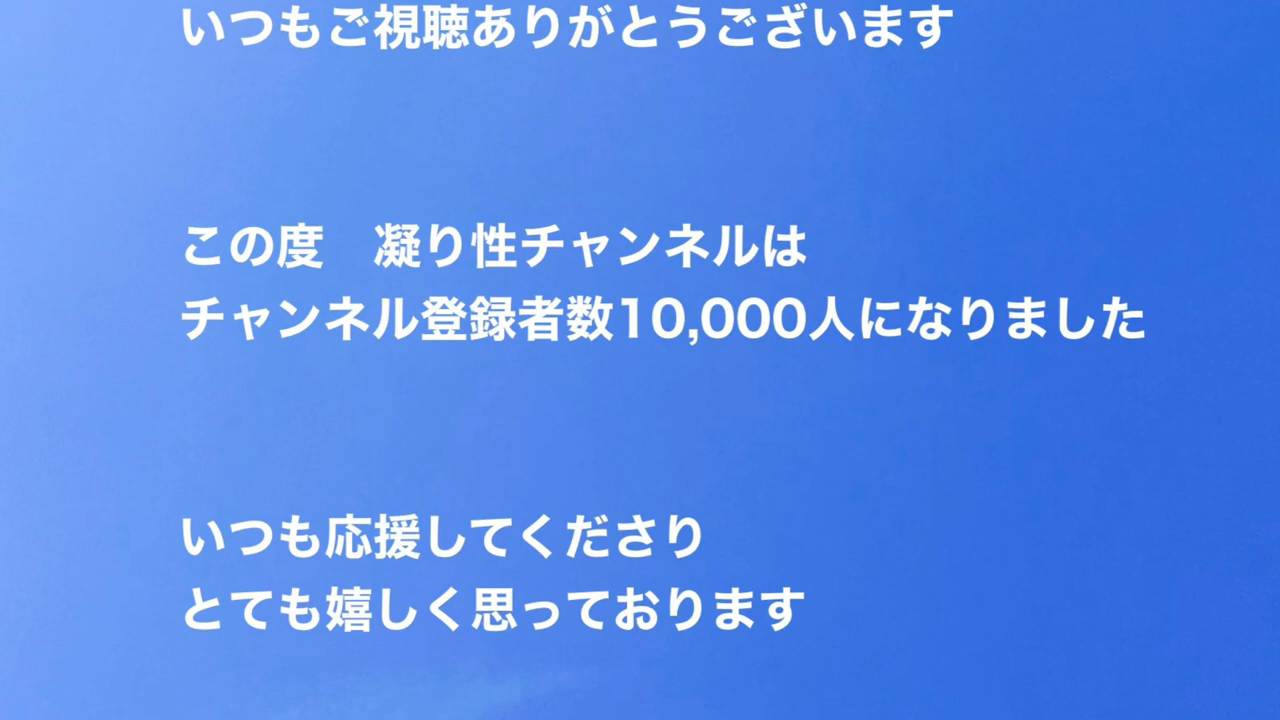 いつもご視聴ありがとうございます
この度　凝り性チャンネルは
チャンネル登録者数10,000人になりました
いつも応援してくださり
とても嬉しく思っております